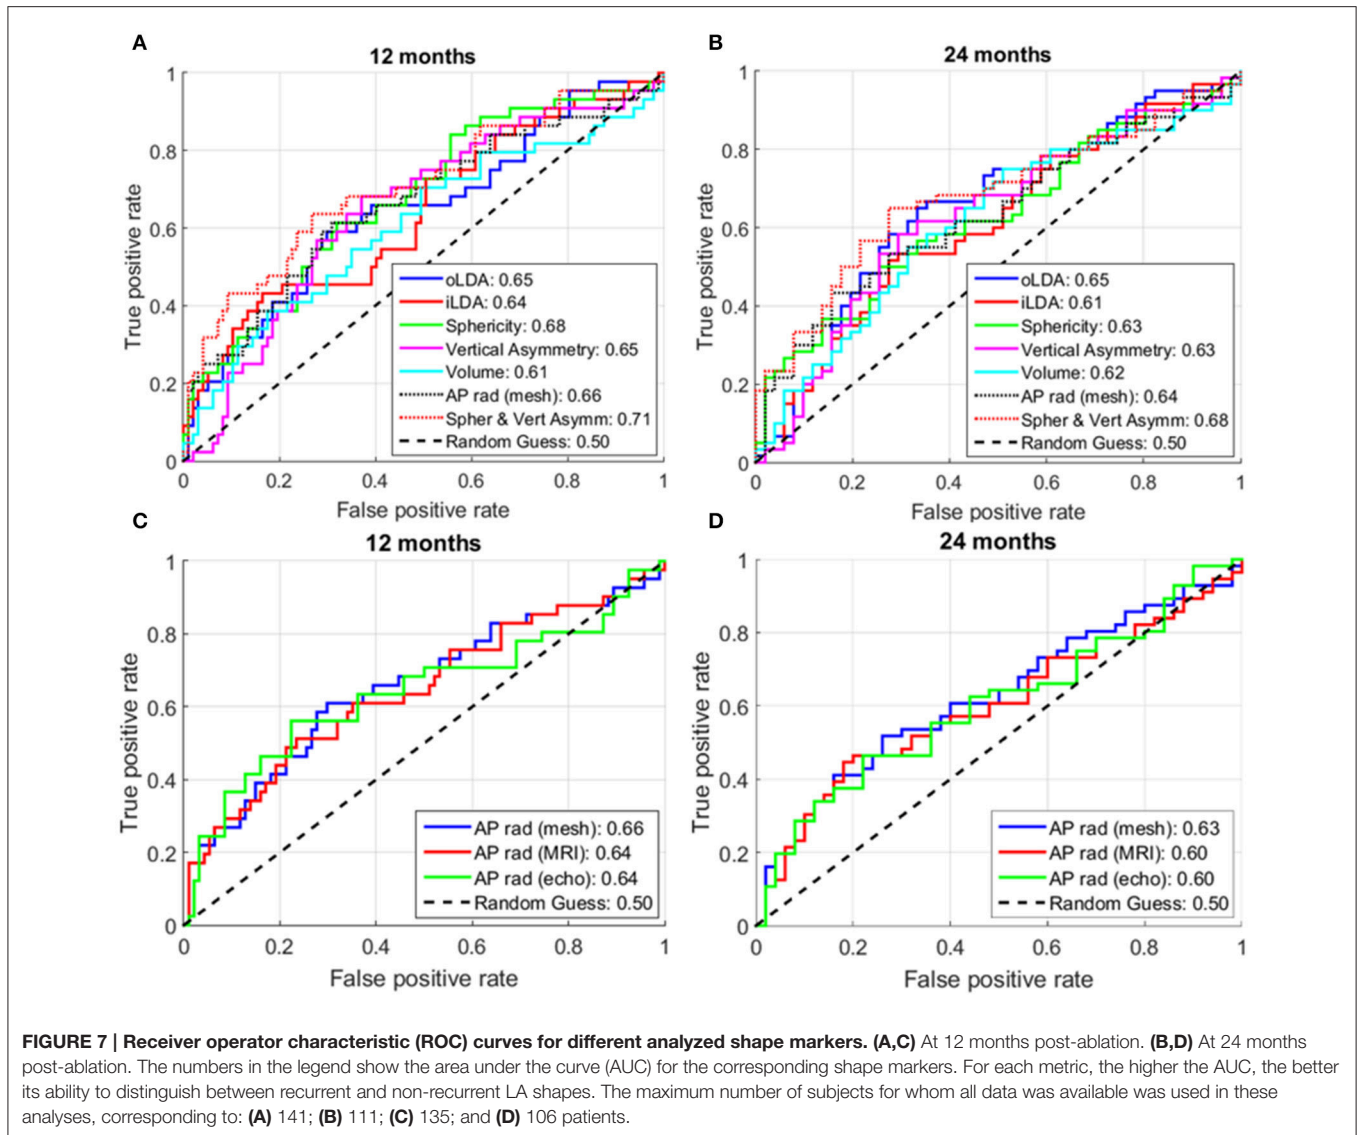 A
12 months
1
0.8
0.6
0.4
0.2
0
True positive rate
oLDA: 0.65
iLDA: 0.64
Sphericity: 0.68
Vertical Asymmetry: 0.65
Volume: 0.61
AP rad (mesh): 0.66
Spher & Vert Asymm: 0.71
Random Guess: 0.50
0 0.2 0.4 0.6 0.8 1
False positive rate
B
24 months
1
0.8
0.6
0.4
0.2
0
True positive rate
oLDA: 0.65
iLDA: 0.61
Sphericity: 0.63
Vertical Asymmetry: 0.63
Volume: 0.62
AP rad (mesh): 0.64
Spher & Vert Asymm: 0.68
Random Guess: 0.50
0 0.2 0.4 0.6 0.8 1
False positive rate
C
12 months
1
0.8
0.6
0.4
0.2
0
True positive rate
AP rad (mesh): 0.66
AP rad (MRI): 0.64
AP rad (echo): 0.64
Random Guess: 0.50
0 0.2 0.4 0.6 0.8 1
False positive rate
D
24 months
1
0.8
0.6
0.4
0.2
0
True positive rate
AP rad (mesh): 0.63
AP rad (MRI): 0.60
AP rad (echo): 0.60
Random Guess: 0.50
0 0.2 0.4 0.6 0.8 1
False positive rate
FIGURE 7 | Receiver operator characteristic (ROC) curves for different analyzed shape markers. (A,C) At 12 months post-ablation. (B,D) At 24 months
post-ablation. The numbers in the legend show the area under the curve (AUC) for the corresponding shape markers. For each metric, the higher the AUC, the better
its ability to distinguish between recurrent and non-recurrent LA shapes. The maximum number of subjects for whom all data was available was used in these
analyses, corresponding to: (A) 141; (B) 111; (C) 135; and (D) 106 patients.